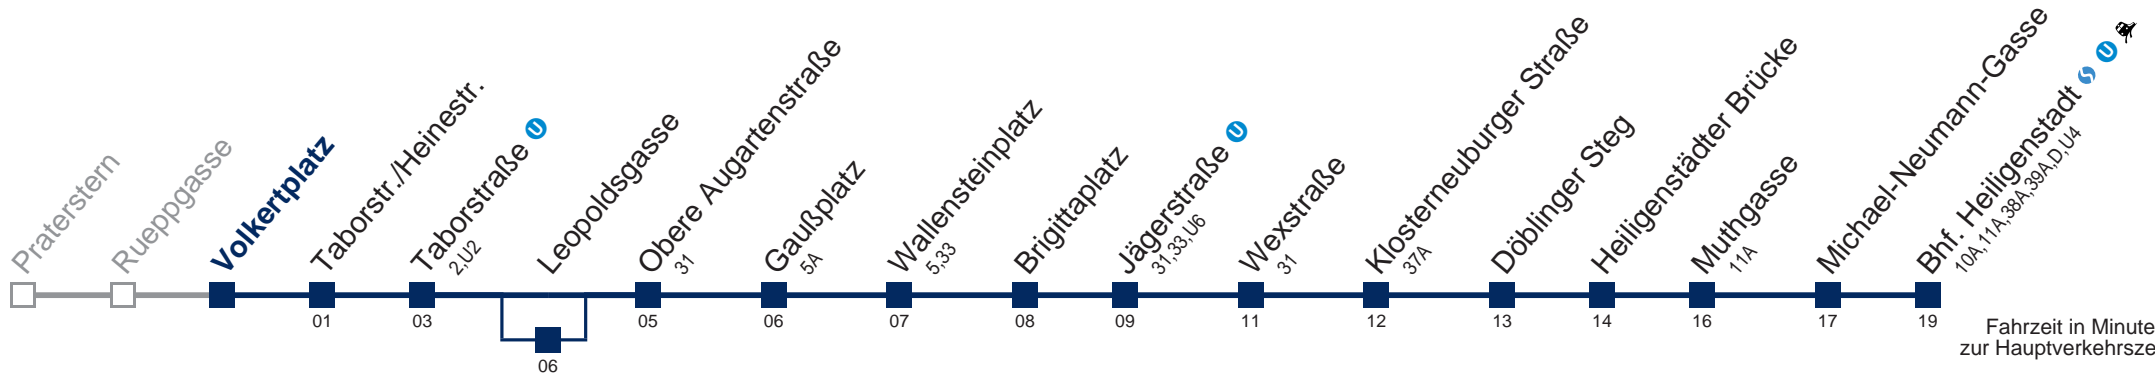 Praterstern
Rueppgasse
Volkertplatz
Taborstr./Heinestr.
01
Taborstraße U
2,U2
03
Leopoldsgasse
06
Obere Augartenstraße
31
05
Gaußplatz
5A
06
Wallensteinplatz
5,33
07
Brigittaplatz
08
Jägerstraße U
31,33,U6
09
Wexstraße
31
11
Klosterneuburger Straße
37A
12
Döblinger Steg
13
Heiligenstädter Brücke
14
Muthgasse
11A
16
Michael-Neumann-Gasse
17
Bhf. Heiligenstadt S U
10A,11A,38A,39A,D,U4
19
Fahrzeit in Minute
zur Hauptverkehrsze